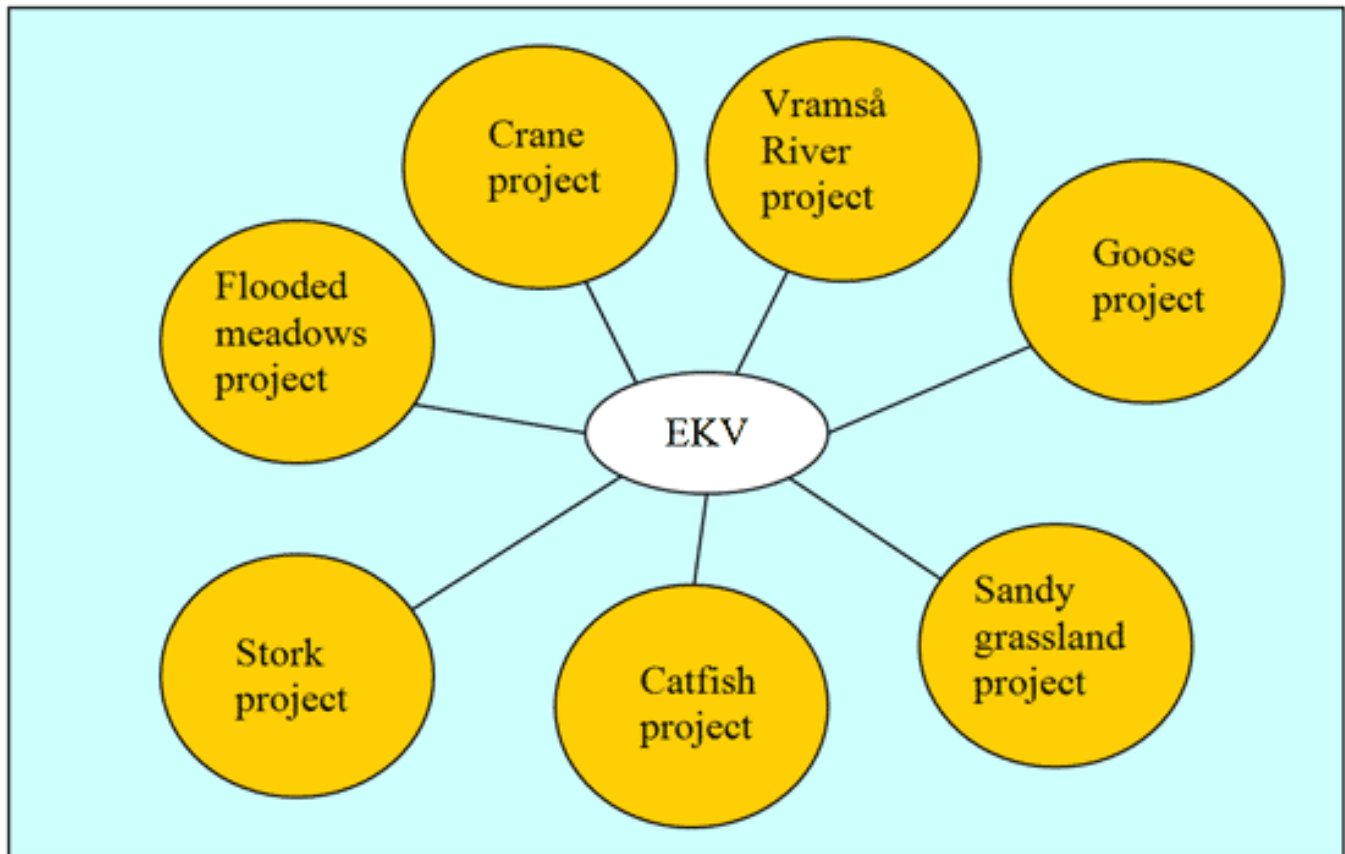 Crane
project
Vramså
River
project
Goose
project
Flooded
meadows
project
EKV
Stork
project
Catfish
project
Sandy
grassland
project